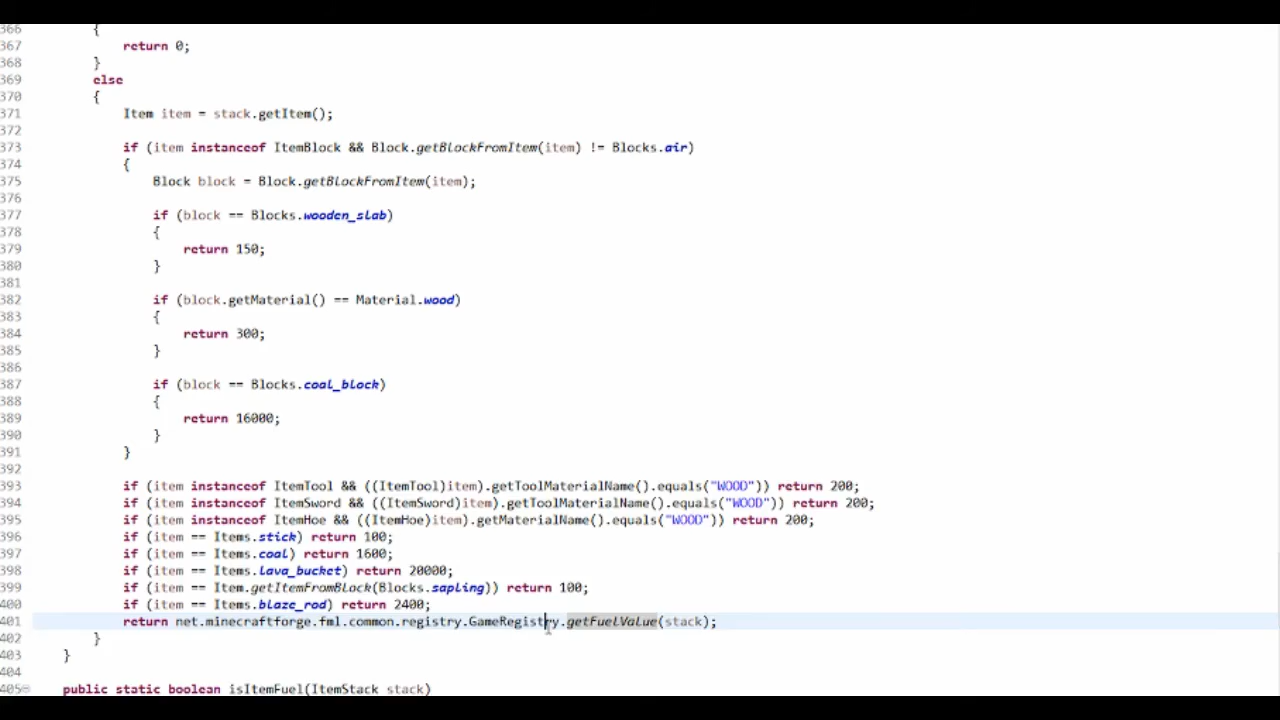 366 {
367 return 0;
368 }
369 else
370 {
371 Item item = stack.getItem();
372
373 if (item instanceof ItemBlock && Block.getBlockFromItem(item) != Blocks.air)
374 {
375 Block block = Block.getBlockFromItem(item);
376
377 if (block == Blocks.wooden_slab)
378 {
379 return 150;
380 }
381
382 if (block.getMaterial() == Material.wood)
383 {
384 return 300;
385 }
386
387 if (block == Blocks.coal_block)
388 {
389 return 16000;
390 }
391 }
392
393 if (item instanceof ItemTool && ((ItemTool)item).getToolMaterialName().equals("WOOD")) return 200;
394 if (item instanceof ItemSword && ((ItemSword)item).getToolMaterialName().equals("WOOD")) return 200;
395 if (item instanceof ItemHoe && ((ItemHoe)item).getMaterialName().equals("WOOD")) return 200;
396 if (item == Items.stick) return 100;
397 if (item == Items.coal) return 1600;
398 if (item == Items.lava_bucket) return 20000;
399 if (item == Item.getItemFromBlock(Blocks.sapling)) return 100;
400 if (item == Items.blaze_rod) return 2400;
401 return net.minecraftforge.fml.common.registry.GameRegistry.getFuelValue(stack);
402 }
403 }
404
405 public static boolean isItemFuel(ItemStack stack)